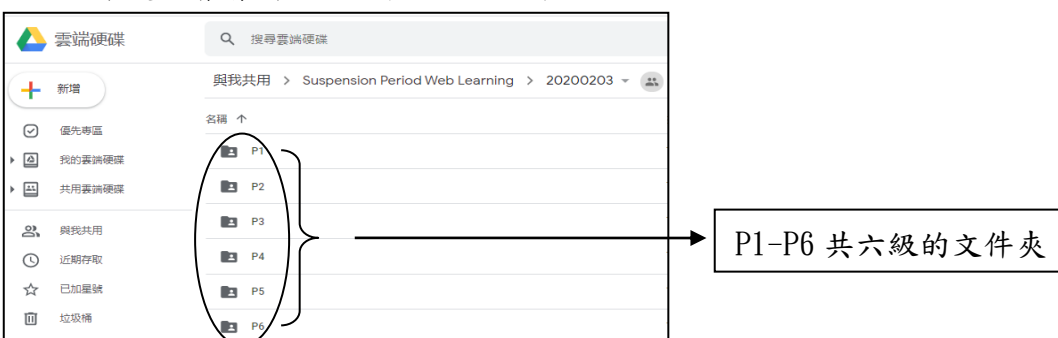 雲端硬碟
搜尋雲端硬碟
新增
與我共用 > Suspension Period Web Learning > 20200203
名稱 ↑
優先專區
我的雲端硬碟
共用雲端硬碟
與我共用
近期存取
已加星號
垃圾桶
P1
P2
P3
P4
P5
P6
P1-P6 共六級的文件夾